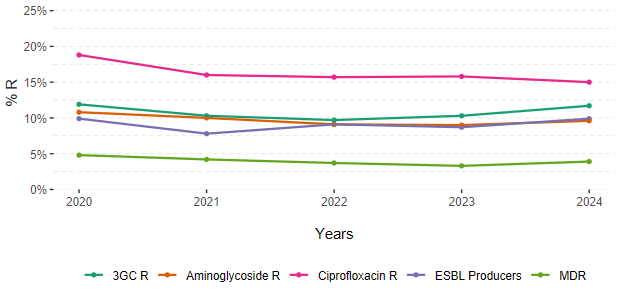 25%
20%
15%
10%
5%
0%
% R
2020 2021 2022 2023 2024
Years
3GC R Aminoglycoside R Ciprofloxacin R ESBL Producers MDR